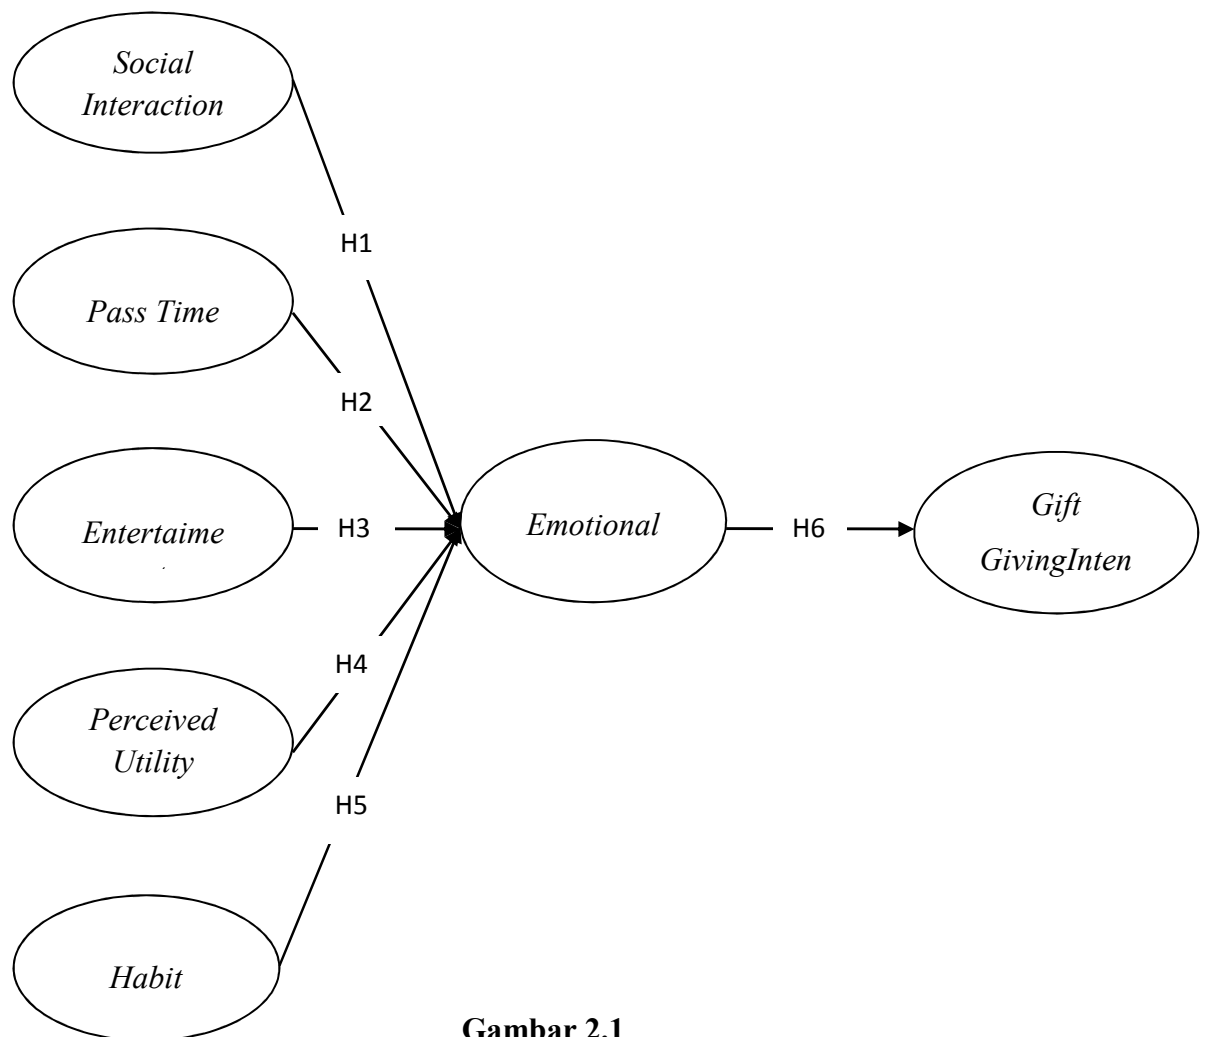 Social
Interaction
H1
Pass Time
H2
Entertaime
H3
Emotional
H6
Gift
GivingInten
H4
Perceived
Utility
H5
Habit
Gambar 2.1